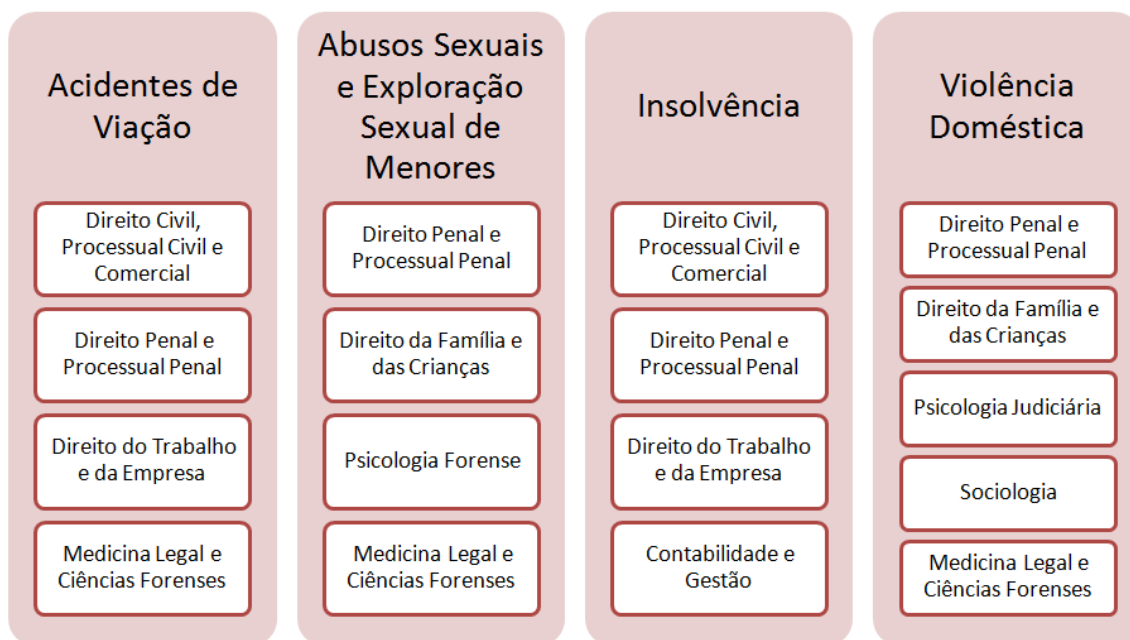 Acidentes de
Viação
Direito Civil,
Processual Civil e
Comercial
Direito Penal e
Processual Penal
Direito do Trabalho
e da Empresa
Medicina Legal e
Ciências Forenses
Abusos Sexuais
e Exploração
Sexual de
Menores
Direito Penal e
Processual Penal
Direito da Família e
das Crianças
Psicologia Forense
Medicina Legal e
Ciências Forenses
Insolvência
Direito Civil,
Processual Civil e
Comercial
Direito Penal e
Processual Penal
Direito do Trabalho
e da Empresa
Contabilidade e
Gestão
Violência
Doméstica
Direito Penal e
Processual Penal
Direito da Família e
das Crianças
Psicologia Judiciária
Sociologia
Medicina Legal e
Ciências Forenses